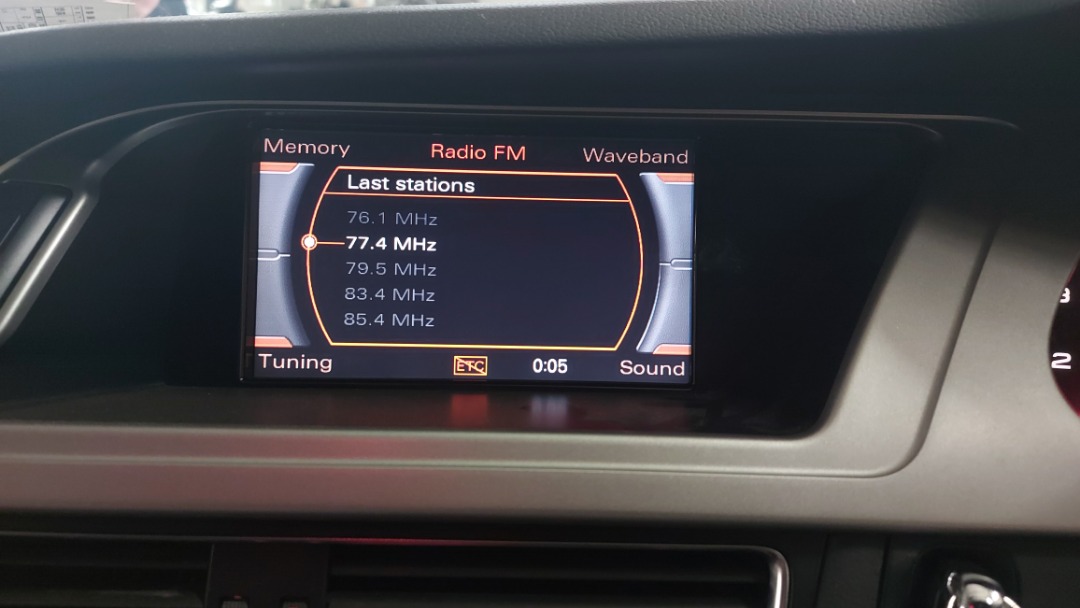 Memory Radio FM Waveband
Last stations
76.1 MHz
77.4 MHz
79.5 MHz
83.4 MHz
85.4 MHz
Tuning ETC 0:05 Sound
2